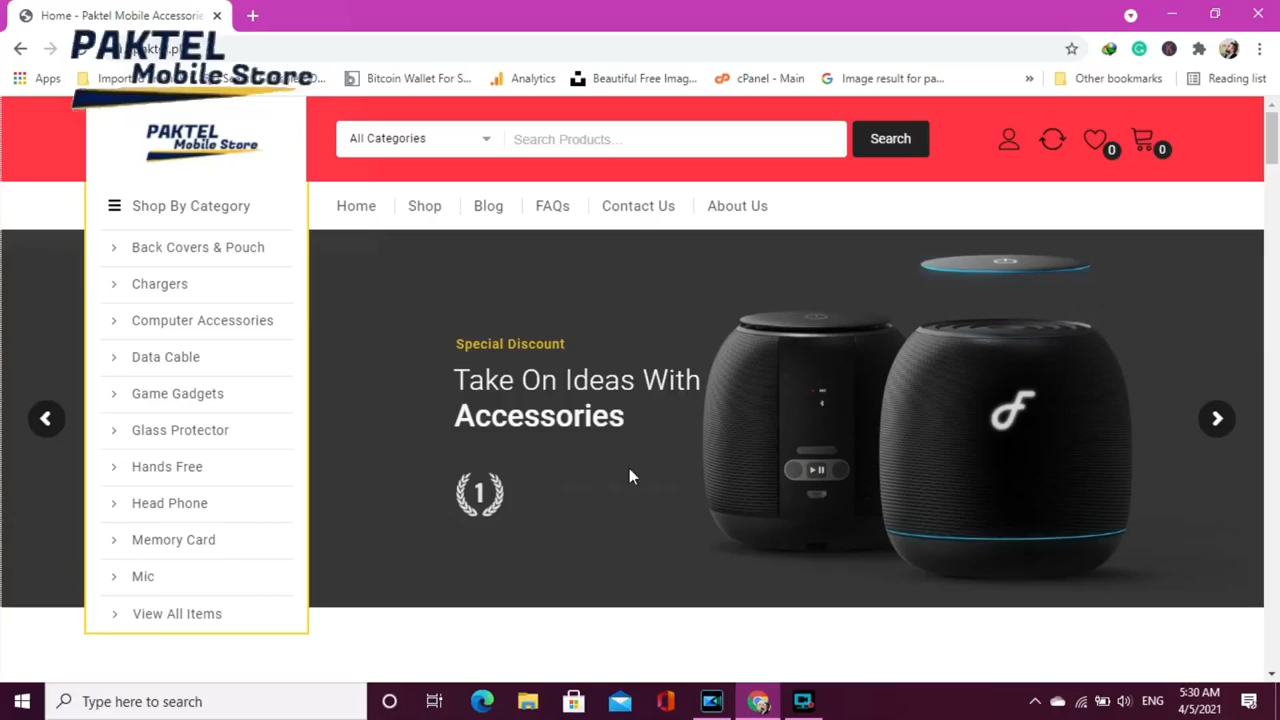 Home - Paktel Mobile Accessorie
PAKTEL
Mobile Store
Apps
Bitcoin Wallet For S...
Analytics
Beautiful Free Imag...
cPanel - Main
Image result for pa...
»
Other bookmarks
Reading list
PAKTEL
Mobile Store
All Categories
Search Products...
Search
0
0
Shop By Category
Home
Shop
Blog
FAQs
Contact Us
About Us
Back Covers & Pouch
Chargers
Computer Accessories
Data Cable
Game Gadgets
Glass Protector
Hands Free
Head Phone
Memory Card
Mic
View All Items
Special Discount
Take On Ideas With
Accessories
1
Type here to search
ENG
5:30 AM
4/5/2021